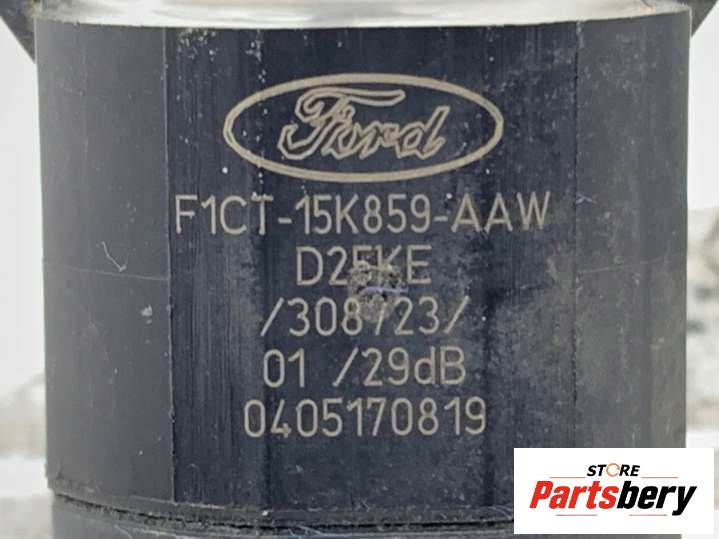 Ford
F1CT-15K859-AAW
D25KE
/308/23/
01 /29dB
0405170819
STORE
Partsbery